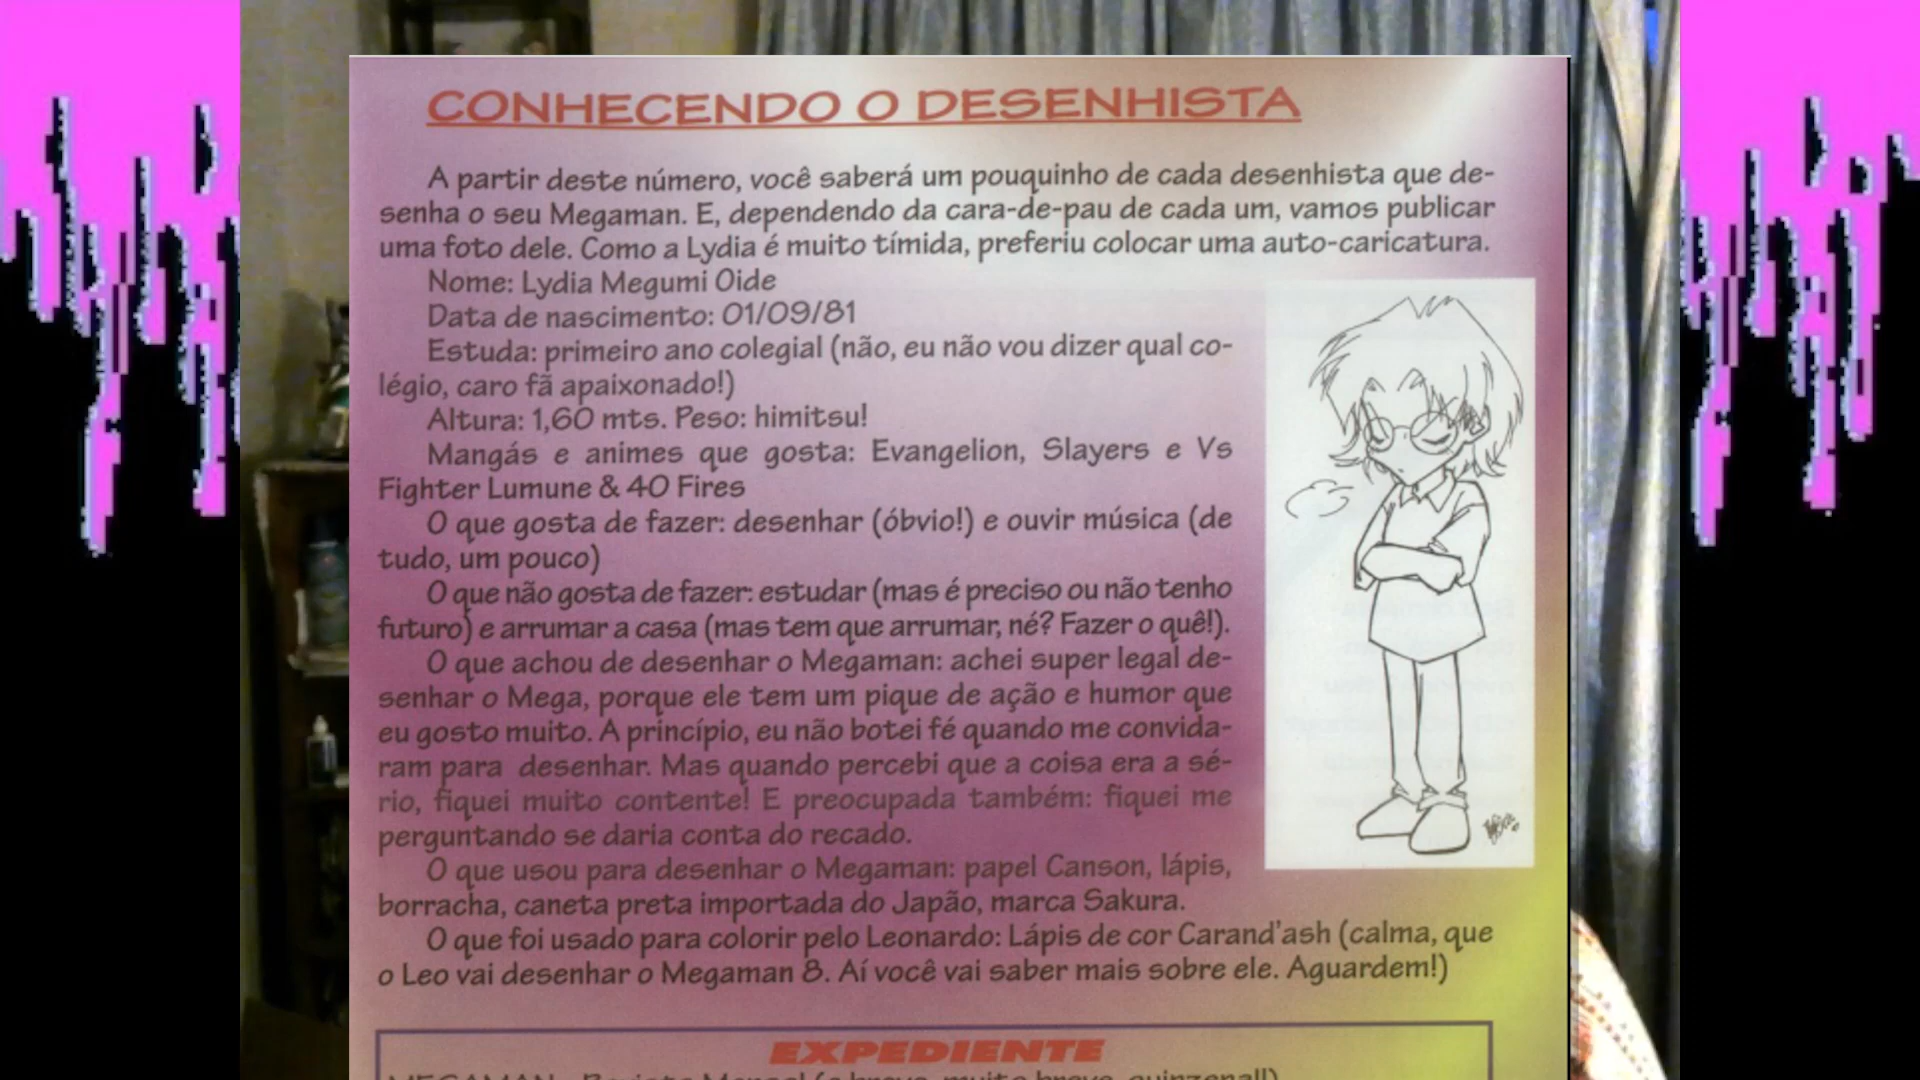 CONHECENDO O DESENHISTA
A partir deste número, você saberá um pouquinho de cada desenhista que de-
senha o seu Megaman. E, dependendo da cara-de-pau de cada um, vamos publicar
uma foto dele. Como a Lydia é muito tímida, preferiu colocar uma auto-caricatura.
Nome: Lydia Megumi Oide
Data de nascimento: 01/09/81
Estuda: primeiro ano colegial (não, eu não vou dizer qual co-
légio, caro fã apaixonado!)
Altura: 1,60 mts. Peso: himitsu!
Mangás e animes que gosta: Evangelion, Slayers e Vs
Fighter Lumune & 40 Fires
O que gosta de fazer: desenhar (óbvio!) e ouvir música (de
tudo, um pouco)
O que não gosta de fazer: estudar (mas é preciso ou não tenho
futuro) e arrumar a casa (mas tem que arrumar, né? Fazer o quê!).
O que achou de desenhar o Megaman: achei super legal de-
senhar o Mega, porque ele tem um pique de ação e humor que
eu gosto muito. A princípio, eu não botei fé quando me convida-
ram para desenhar. Mas quando percebi que a coisa era a sé-
rio, fiquei muito contente! E preocupada também: fiquei me
perguntando se daria conta do recado.
O que usou para desenhar o Megaman: papel Canson, lápis,
borracha, caneta preta importada do Japão, marca Sakura.
O que foi usado para colorir pelo Leonardo: Lápis de cor Carand'ash (calma, que
o Leo vai desenhar o Megaman 8. Aí você vai saber mais sobre ele. Aguardem!)
EXPEDIENTE
MEGAMAN - Revista Mensal (e breve, muito breve, quinzenal!)